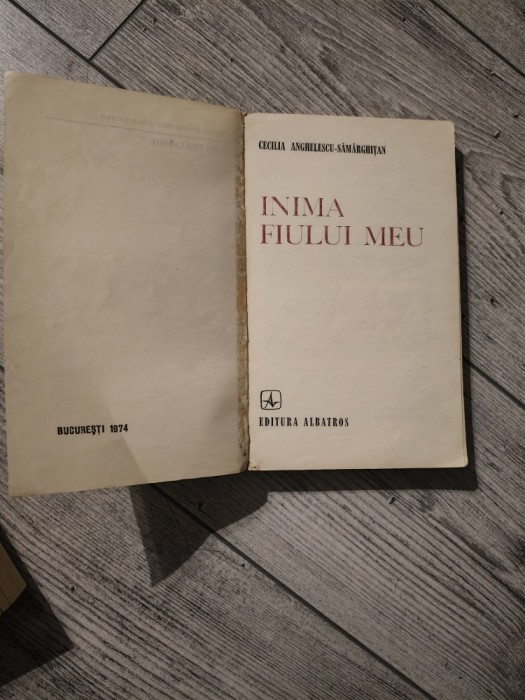 BUCUREȘTI 1974
CECILIA ANGHELESCU-SĂMĂRGHIȚAN
INIMA
FIULUI MEU
EDITURA ALBATROS